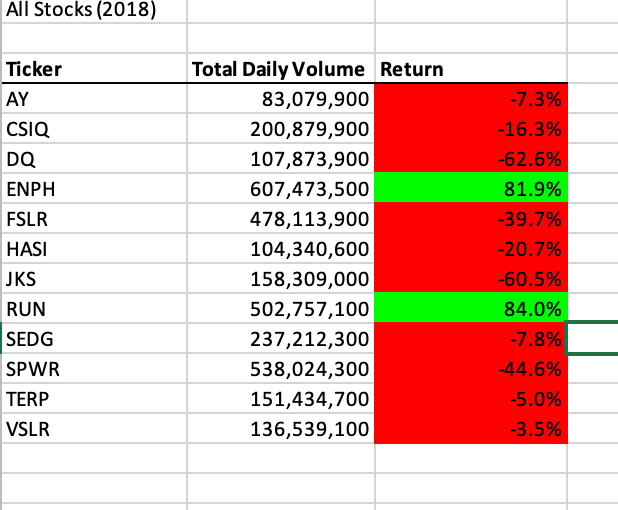 All Stocks (2018)
Ticker Total Daily Volume Return
AY 83,079,900 -7.3%
CSIQ 200,879,900 -16.3%
DQ 107,873,900 -62.6%
ENPH 607,473,500 81.9%
FSLR 478,113,900 -39.7%
HASI 104,340,600 -20.7%
JKS 158,309,000 -60.5%
RUN 502,757,100 84.0%
SEDG 237,212,300 -7.8%
SPWR 538,024,300 -44.6%
TERP 151,434,700 -5.0%
VSLR 136,539,100 -3.5%